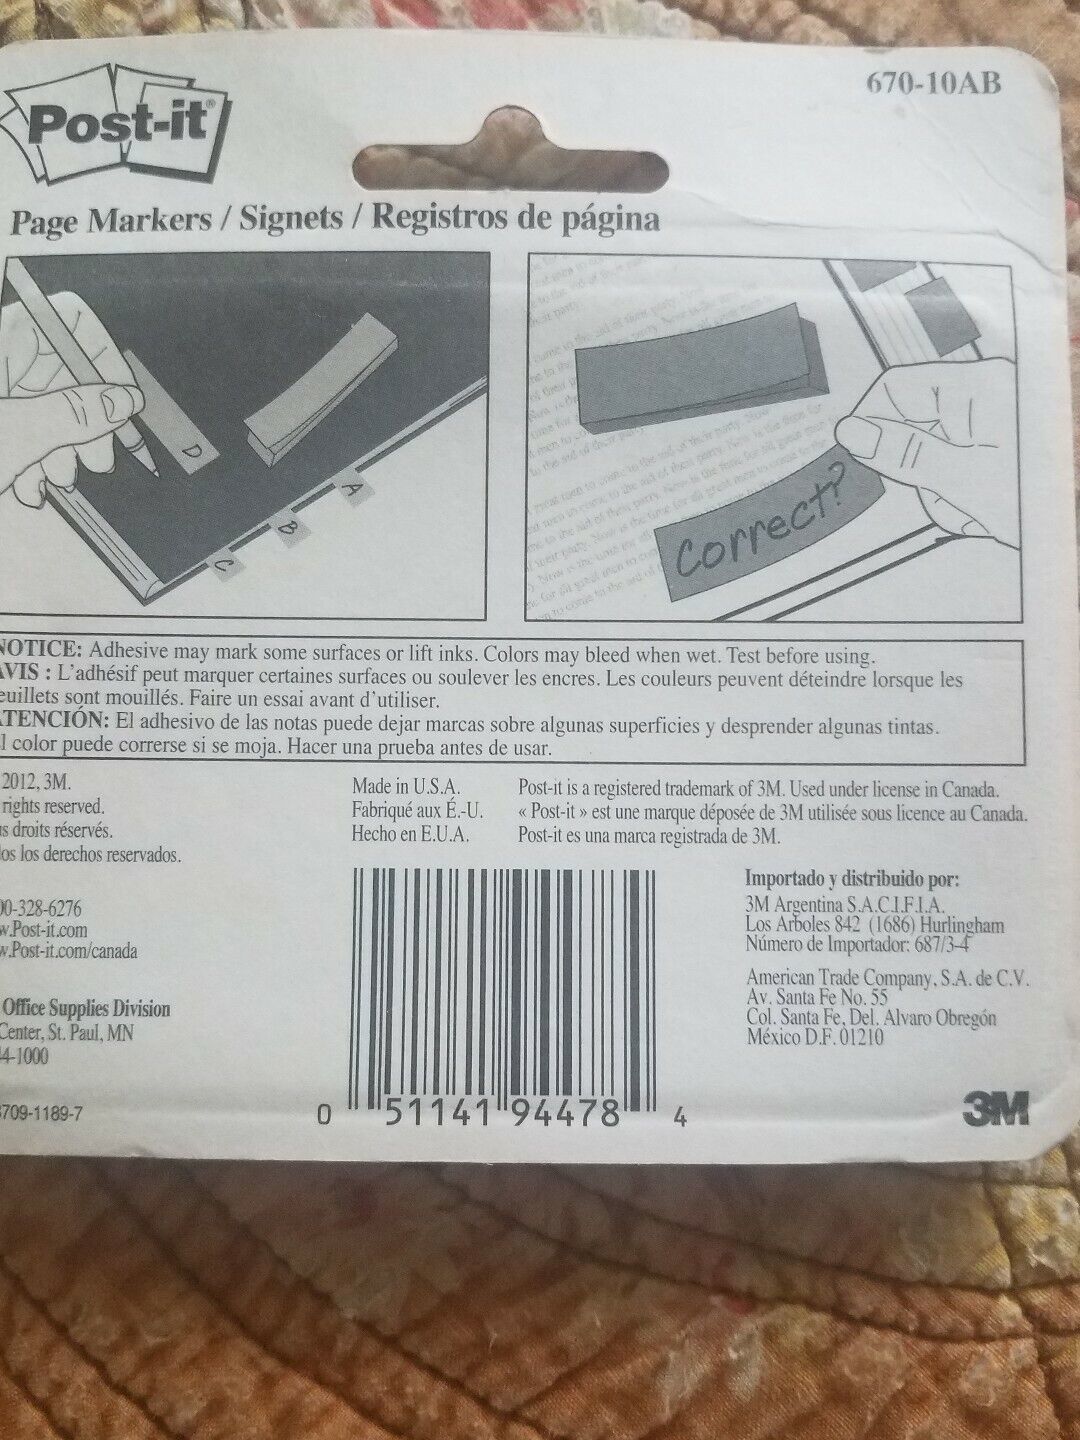 Post-it®
670-10AB
Page Markers / Signets / Registros de página
D
A
B
C
Correct?
NOTICE: Adhesive may mark some surfaces or lift inks. Colors may bleed when wet. Test before using.
AVIS : L'adhésif peut marquer certaines surfaces ou soulever les encres. Les couleurs peuvent déteindre lorsque les
feuillets sont mouillés. Faire un essai avant d'utiliser.
ATENCIÓN: El adhesivo de las notas puede dejar marcas sobre algunas superficies y desprender algunas tintas.
El color puede correrse si se moja. Hacer una prueba antes de usar.
2012, 3M.
rights reserved.
droits réservés.
los derechos reservados.
Made in U.S.A.
Fabriqué aux É.-U.
Hecho en E.U.A.
Post-it is a registered trademark of 3M. Used under license in Canada.
« Post-it » est une marque déposée de 3M utilisée sous licence au Canada.
Post-it es una marca registrada de 3M.
00-328-6276
w.Post-it.com
w.Post-it.com/canada
Office Supplies Division
Center, St. Paul, MN
4-1000
3709-1189-7
0 51141 94478 4
Importado y distribuido por:
3M Argentina S.A.C.I.F.I.A.
Los Arboles 842 (1686) Hurlingham
Número de Importador: 687/3-4
American Trade Company, S.A. de C.V.
Av. Santa Fe No. 55
Col. Santa Fe, Del. Alvaro Obregón
México D.F. 01210
3M